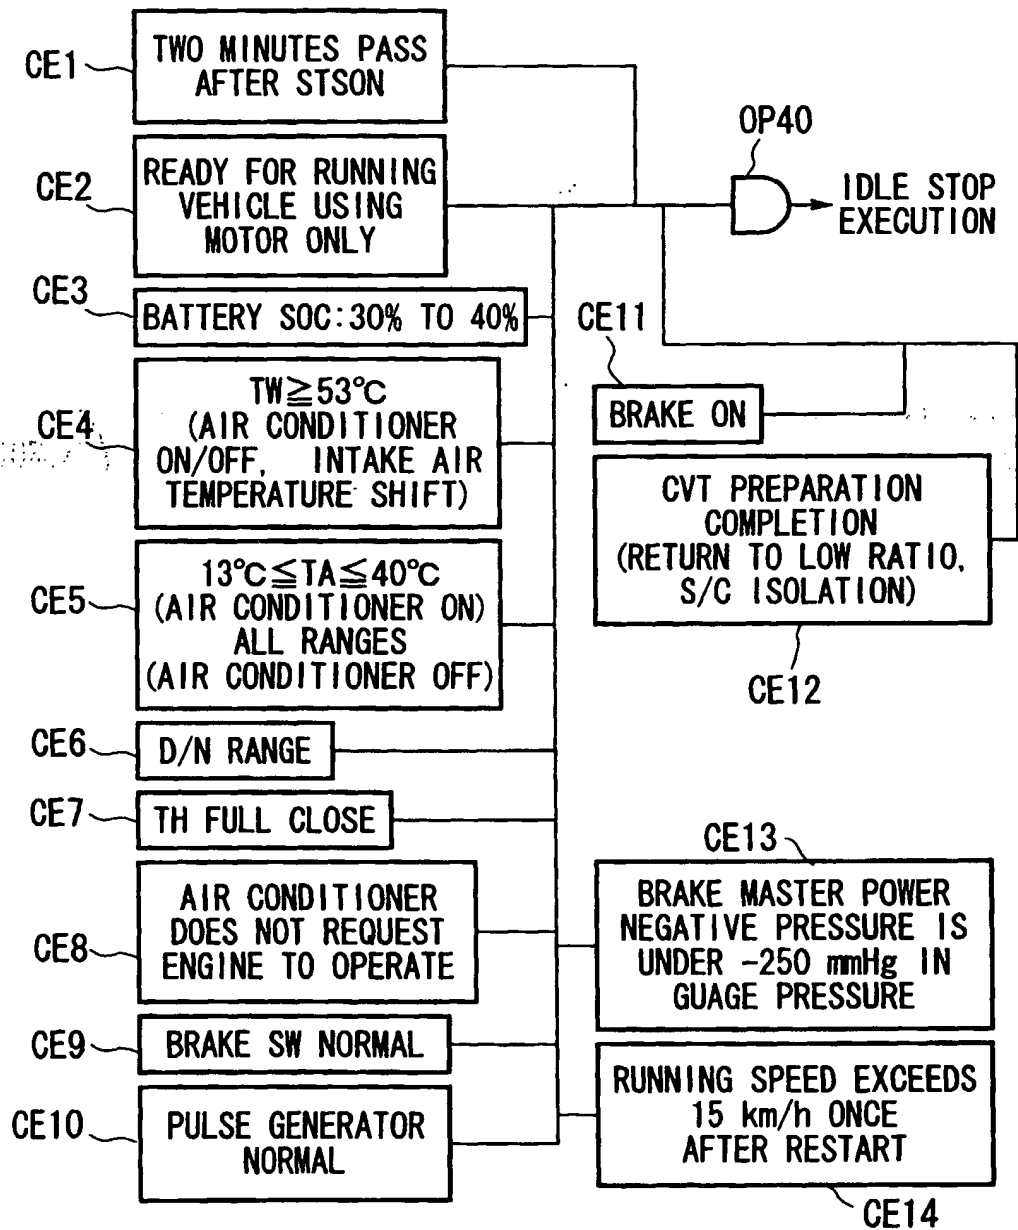 CE1
TWO MINUTES PASS
AFTER STSON
CE2
READY FOR RUNNING
VEHICLE USING
MOTOR ONLY
OP40
IDLE STOP
EXECUTION
CE3
BATTERY SOC:30% TO 40%
CE4
TW≧53°C
(AIR CONDITIONER
ON/OFF, INTAKE AIR
TEMPERATURE SHIFT)
CE11
BRAKE ON
CE5
13°C≦TA≦40°C
(AIR CONDITIONER ON)
ALL RANGES
(AIR CONDITIONER OFF)
CVT PREPARATION
COMPLETION
(RETURN TO LOW RATIO,
S/C ISOLATION)
CE12
CE6
D/N RANGE
CE7
TH FULL CLOSE
CE8
AIR CONDITIONER
DOES NOT REQUEST
ENGINE TO OPERATE
CE13
BRAKE MASTER POWER
NEGATIVE PRESSURE IS
UNDER -250 mmHg IN
GUAGE PRESSURE
CE9
BRAKE SW NORMAL
CE10
PULSE GENERATOR
NORMAL
RUNNING SPEED EXCEEDS
15 km/h ONCE
AFTER RESTART
CE14